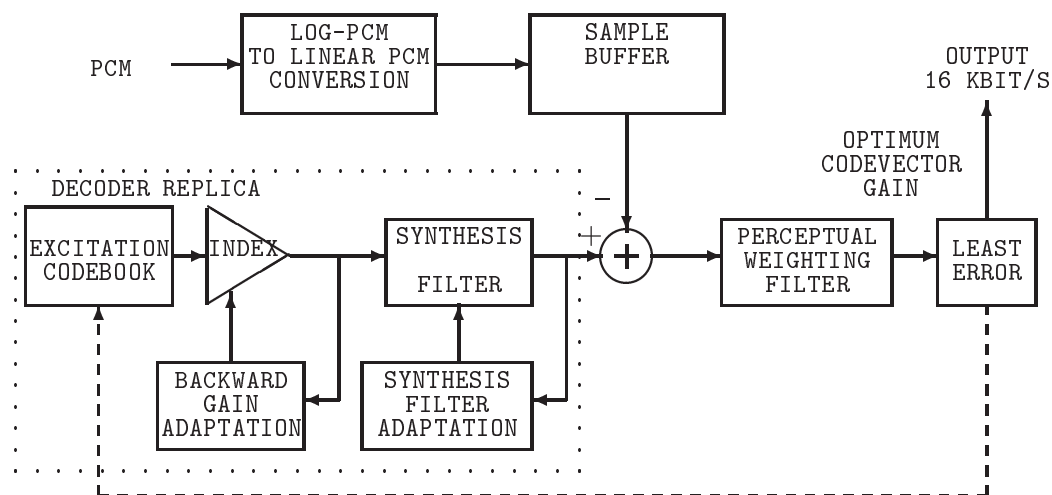 PCM
LOG-PCM
TO LINEAR PCM
CONVERSION
SAMPLE
BUFFER
OUTPUT
16 KBIT/S
OPTIMUM
CODEVECTOR
GAIN
DECODER REPLICA
EXCITATION
CODEBOOK
INDEX
SYNTHESIS
FILTER
−
+
+
PERCEPTUAL
WEIGHTING
FILTER
LEAST
ERROR
BACKWARD
GAIN
ADAPTATION
SYNTHESIS
FILTER
ADAPTATION